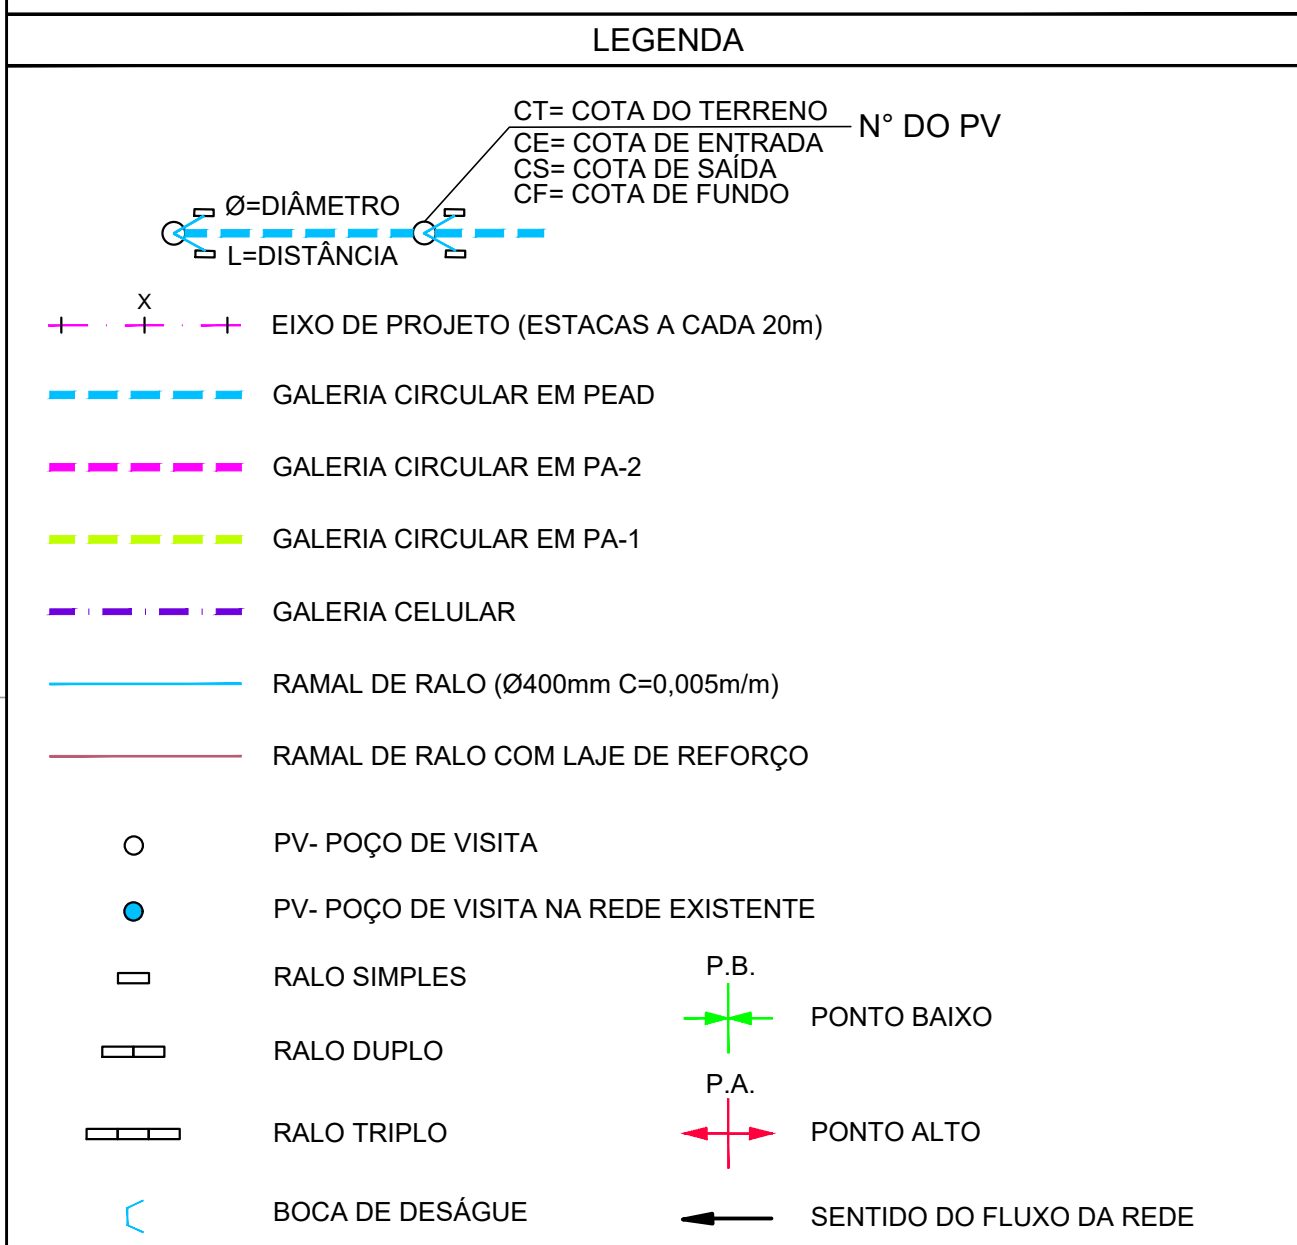 LEGENDA
CT= COTA DO TERRENO
N° DO PV
CE= COTA DE ENTRADA
CS= COTA DE SAÍDA
CF= COTA DE FUNDO
Ø=DIÂMETRO
L=DISTÂNCIA
X
EIXO DE PROJETO (ESTACAS A CADA 20m)
GALERIA CIRCULAR EM PEAD
GALERIA CIRCULAR EM PA-2
GALERIA CIRCULAR EM PA-1
GALERIA CELULAR
RAMAL DE RALO (Ø400mm C=0,005m/m)
RAMAL DE RALO COM LAJE DE REFORÇO
PV- POÇO DE VISITA
PV- POÇO DE VISITA NA REDE EXISTENTE
RALO SIMPLES
RALO DUPLO
RALO TRIPLO
BOCA DE DESÁGUE
P.B.
PONTO BAIXO
P.A.
PONTO ALTO
SENTIDO DO FLUXO DA REDE